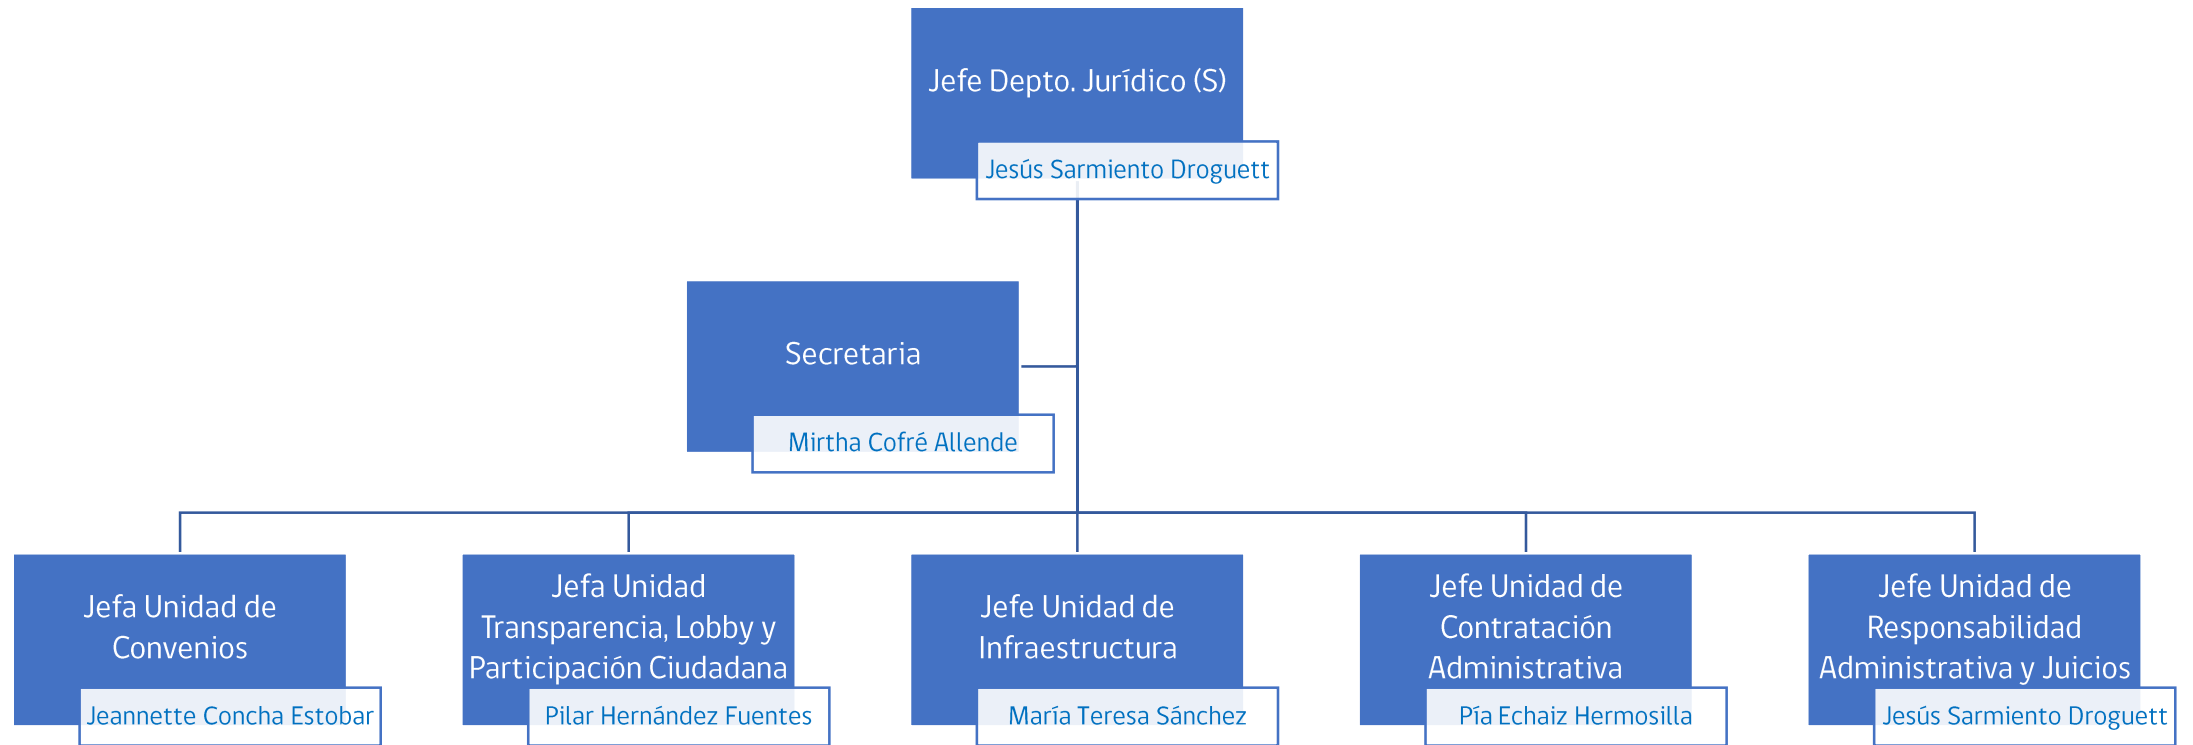 Jefe Depto. Jurídico (S)
Jesús Sarmiento Droguett
Secretaria
Mirtha Cofré Allende
Jefa Unidad de
Convenios
Jeannette Concha Estobar
Jefa Unidad
Transparencia, Lobby y
Participación Ciudadana
Pilar Hernández Fuentes
Jefe Unidad de
Infraestructura
María Teresa Sánchez
Jefe Unidad de
Contratación
Administrativa
Pía Echaiz Hermosilla
Jefe Unidad de
Responsabilidad
Administrativa y Juicios
Jesús Sarmiento Droguett